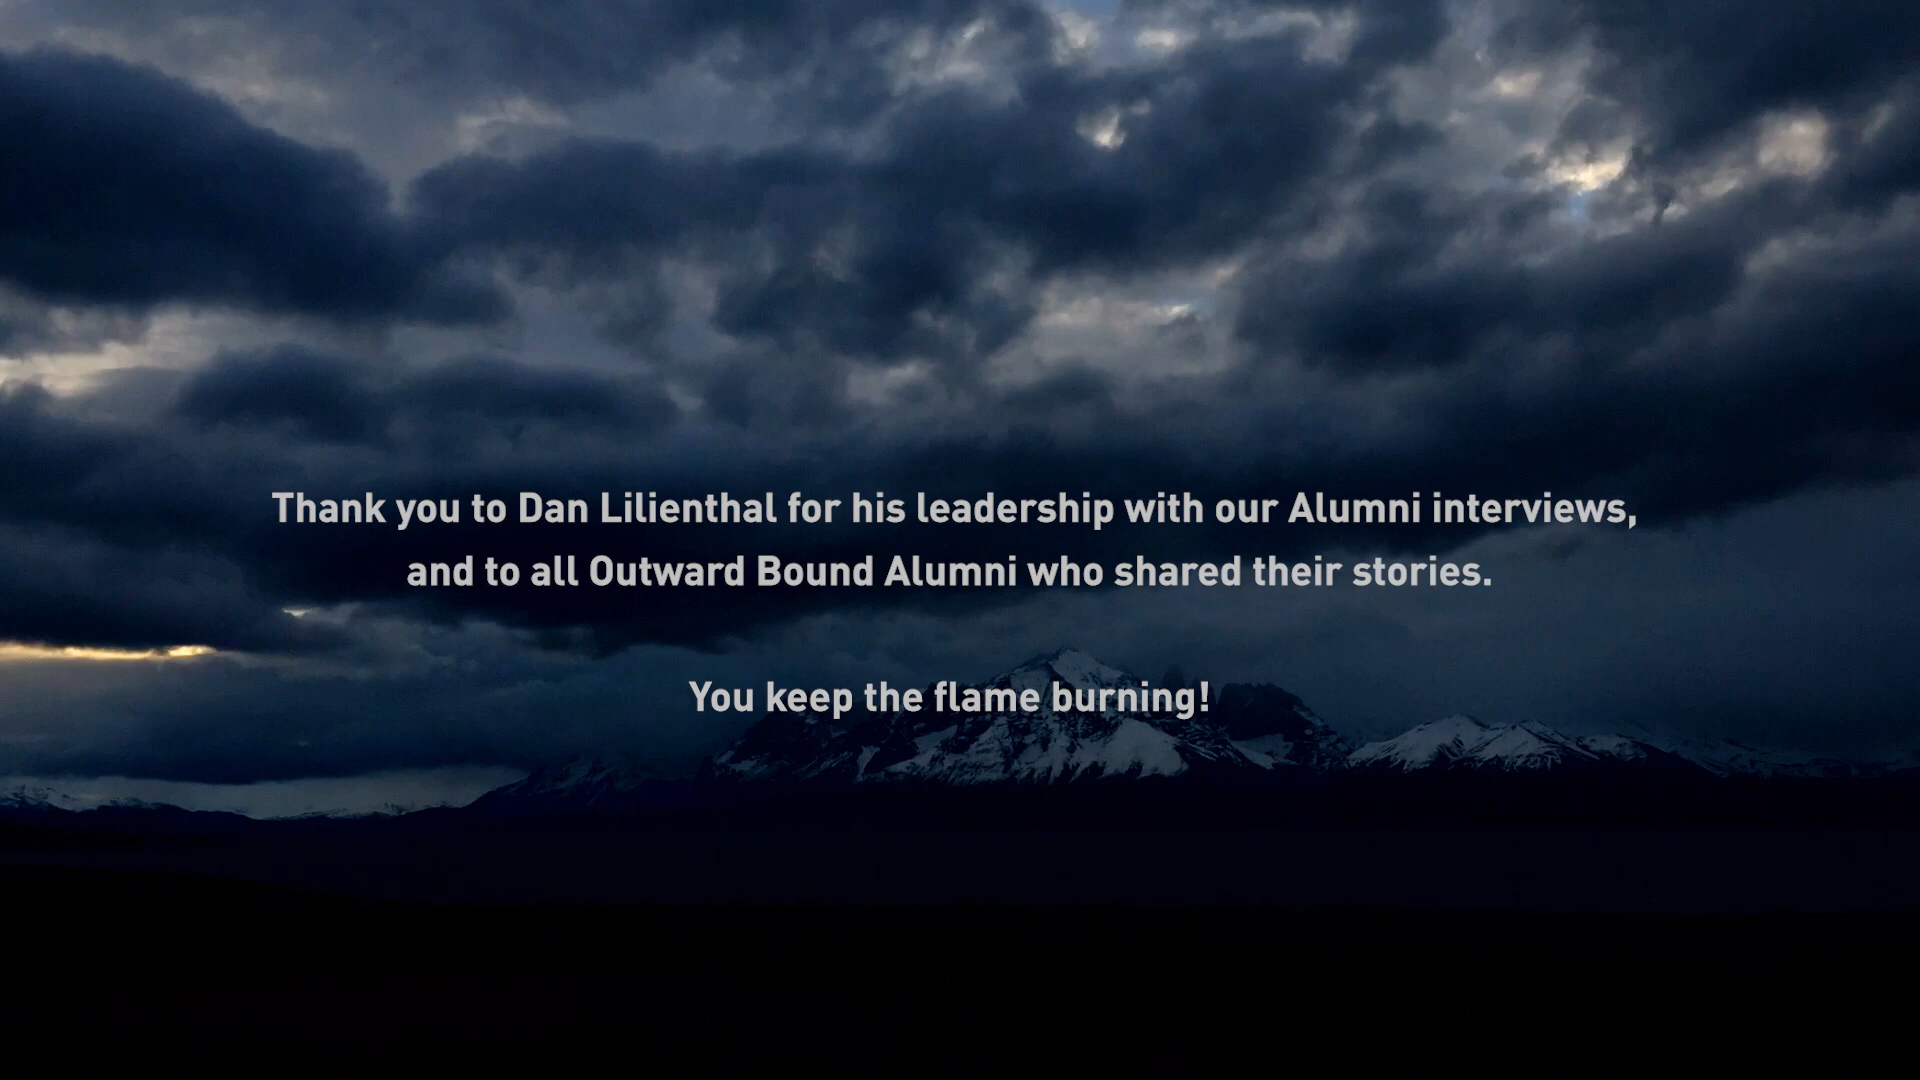 Thank you to Dan Lilienthal for his leadership with our Alumni interviews,
and to all Outward Bound Alumni who shared their stories.
You keep the flame burning!